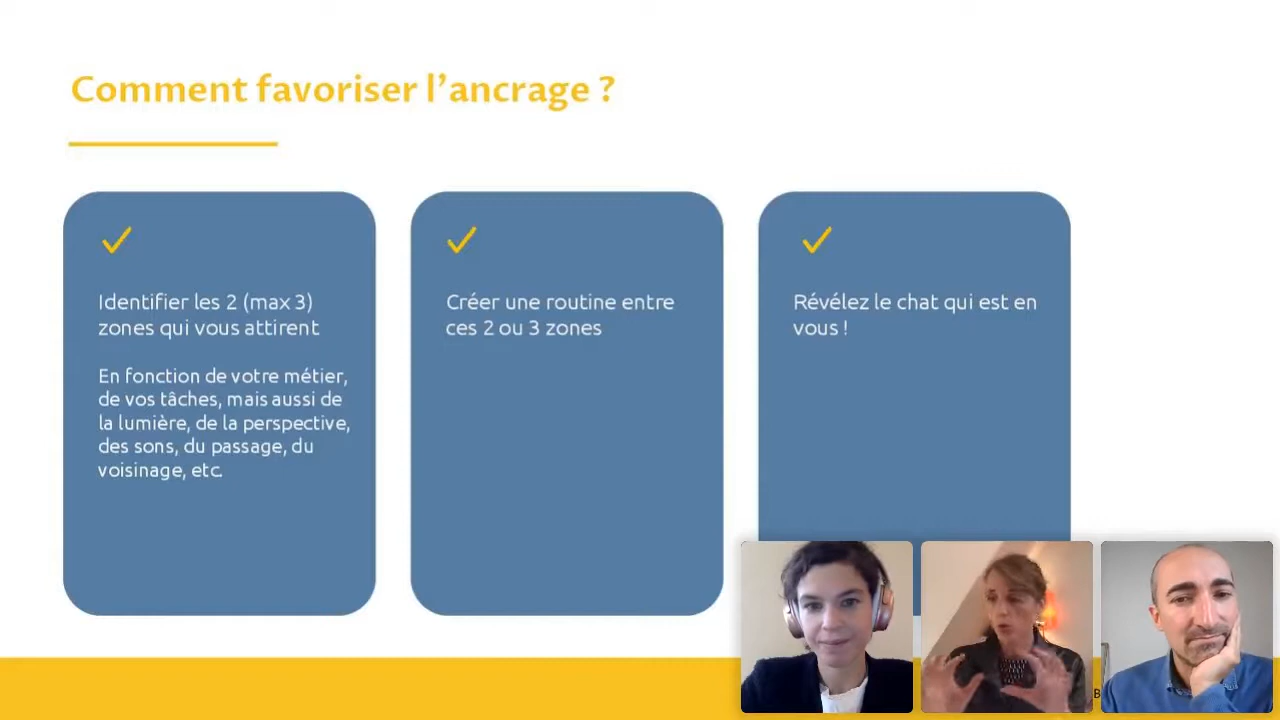 Comment favoriser l'ancrage ?
Identifier les 2 (max 3)
zones qui vous attirent
En fonction de votre métier,
de vos tâches, mais aussi de
la lumière, de la perspective,
des sons, du passage, du
voisinage, etc.
Créer une routine entre
ces 2 ou 3 zones
Révélez le chat qui est en
vous !